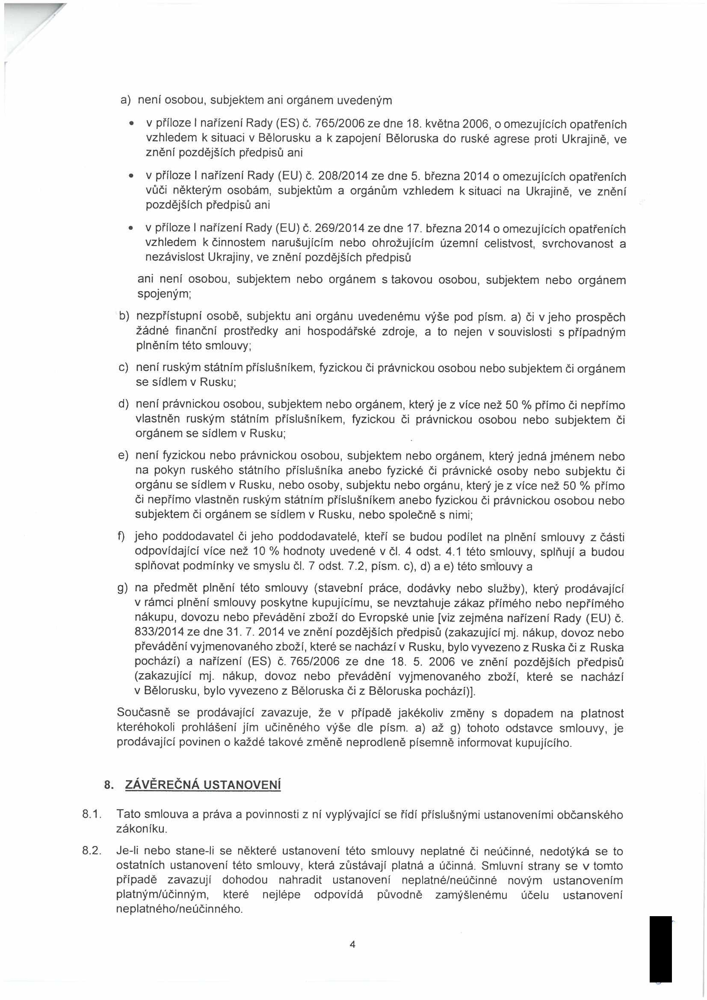 a) není osobou, subjektem ani orgánem uvedeným
• v příloze I nařízení Rady (ES) č. 765/2006 ze dne 18. května 2006, o omezujících opatřeních
vzhledem k situaci v Bělorusku a k zapojení Běloruska do ruské agrese proti Ukrajině, ve
znění pozdějších předpisů ani
• v příloze I nařízení Rady (EU) č. 208/2014 ze dne 5. března 2014 o omezujících opatřeních
vůči některým osobám, subjektům a orgánům vzhledem k situaci na Ukrajině, ve znění
pozdějších předpisů ani
• v příloze I nařízení Rady (EU) č. 269/2014 ze dne 17. března 2014 o omezujících opatřeních
vzhledem k činnostem narušujícím nebo ohrožujícím územní celistvost, svrchovanost a
nezávislost Ukrajiny, ve znění pozdějších předpisů
ani není osobou, subjektem nebo orgánem s takovou osobou, subjektem nebo orgánem
spojeným;
b) nezpřístupní osobě, subjektu ani orgánu uvedenému výše pod písm. a) či v jeho prospěch
žádné finanční prostředky ani hospodářské zdroje, a to nejen v souvislosti s případným
plněním této smlouvy;
c) není ruským státním příslušníkem, fyzickou či právnickou osobou nebo subjektem či orgánem
se sídlem v Rusku;
d) není právnickou osobou, subjektem nebo orgánem, který je z více než 50 % přímo či nepřímo
vlastněn ruským státním příslušníkem, fyzickou či právnickou osobou nebo subjektem či
orgánem se sídlem v Rusku;
e) není fyzickou nebo právnickou osobou, subjektem nebo orgánem, který jedná jménem nebo
na pokyn ruského státního příslušníka anebo fyzické či právnické osoby nebo subjektu či
orgánu se sídlem v Rusku, nebo osoby, subjektu nebo orgánu, který je z více než 50 % přímo
či nepřímo vlastněn ruským státním příslušníkem anebo fyzickou či právnickou osobou nebo
subjektem či orgánem se sídlem v Rusku, nebo společně s nimi;
f) jeho poddodavatel či jeho poddodavatelé, kteří se budou podílet na plnění smlouvy z části
odpovídající více než 10 % hodnoty uvedené v čl. 4 odst. 4.1 této smlouvy, splňují a budou
splňovat podmínky ve smyslu čl. 7 odst. 7.2, písm. c), d) a e) této smlouvy a
g) na předmět plnění této smlouvy (stavební práce, dodávky nebo služby), který prodávající
v rámci plnění smlouvy poskytne kupujícímu, se nevztahuje zákaz přímého nebo nepřímého
nákupu, dovozu nebo převádění zboží do Evropské unie [viz zejména nařízení Rady (EU) č.
833/2014 ze dne 31. 7. 2014 ve znění pozdějších předpisů (zakazující mj. nákup, dovoz nebo
převádění vyjmenovaného zboží, které se nachází v Rusku, bylo vyvezeno z Ruska či z Ruska
pochází) a nařízení (ES) č. 765/2006 ze dne 18. 5. 2006 ve znění pozdějších předpisů
(zakazující mj. nákup, dovoz nebo převádění vyjmenovaného zboží, které se nachází
v Bělorusku, bylo vyvezeno z Běloruska či z Běloruska pochází)].
Současně se prodávající zavazuje, že v případě jakékoliv změny s dopadem na platnost
kteréhokoli prohlášení jím učiněného výše dle písm. a) až g) tohoto odstavce smlouvy, je
prodávající povinen o každé takové změně neprodleně písemně informovat kupujícího.
8. ZÁVĚREČNÁ USTANOVENÍ
8.1. Tato smlouva a práva a povinnosti z ní vyplývající se řídí příslušnými ustanoveními občanského
zákoníku.
8.2. Je-li nebo stane-li se některé ustanovení této smlouvy neplatné či neúčinné, nedotýká se to
ostatních ustanovení této smlouvy, která zůstávají platná a účinná. Smluvní strany se v tomto
případě zavazují dohodou nahradit ustanovení neplatné/neúčinné novým ustanovením
platným/účinným, které nejlépe odpovídá původně zamýšlenému účelu ustanovení
neplatného/neúčinného.
4